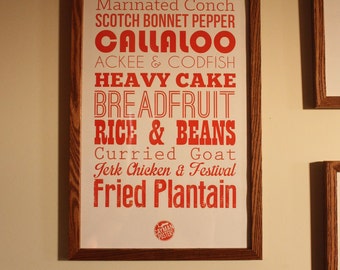 Marinated Conch
SCOTCH BONNET PEPPER
CALLALOO
ACKEE & CODFISH
HEAVY CAKE
BREADFRUIT
RICE & BEANS
Curried Goat
Jerk Chicken & Festival
Fried Plantain